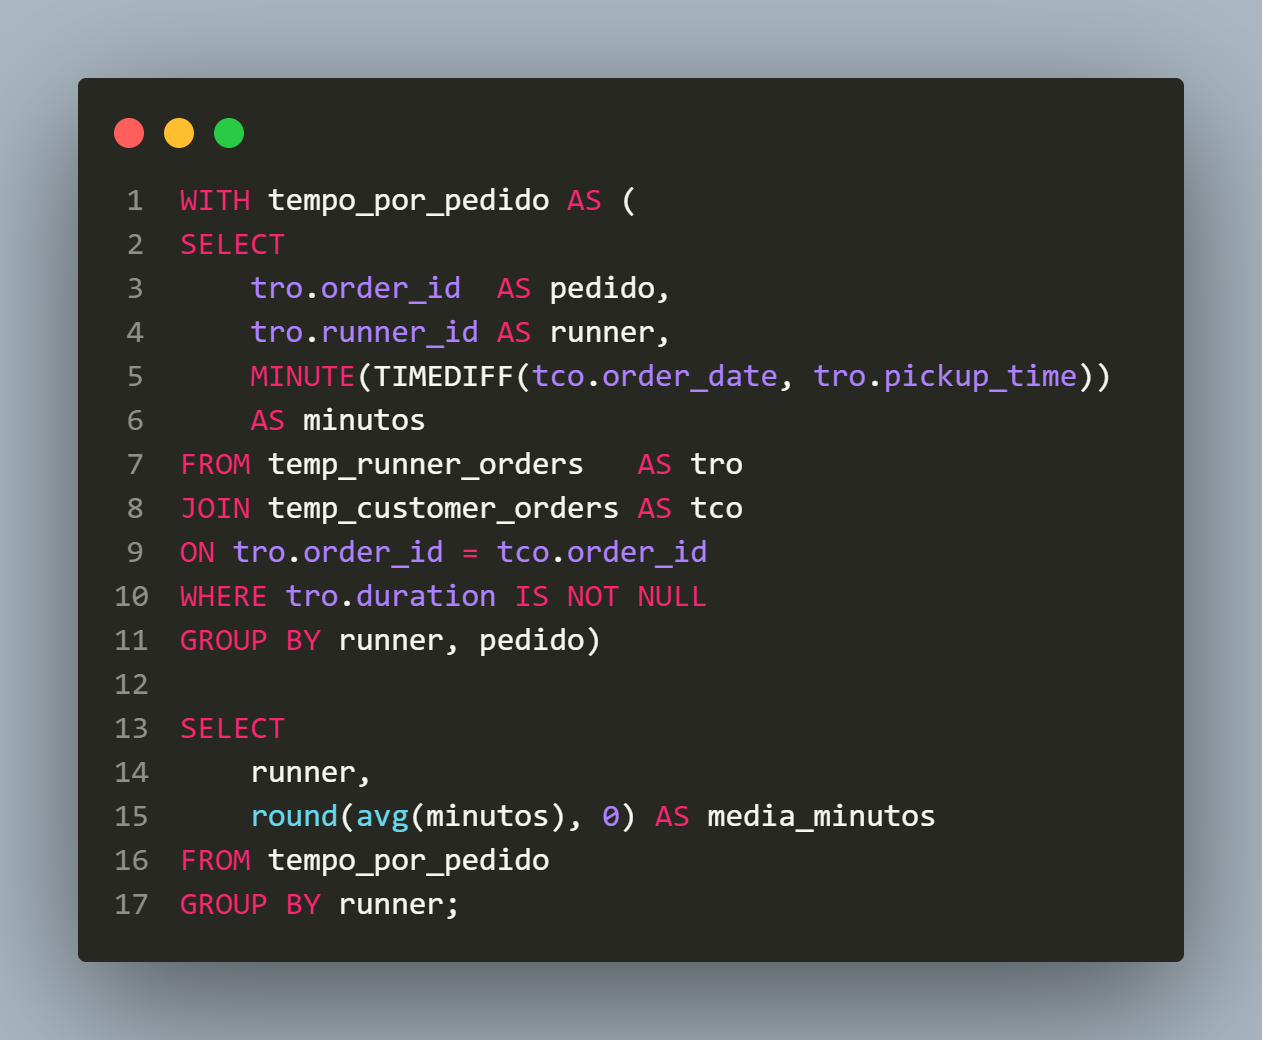 1 WITH tempo_por_pedido AS (
2 SELECT
3     tro.order_id  AS pedido,
4     tro.runner_id AS runner,
5     MINUTE(TIMEDIFF(tco.order_date, tro.pickup_time))
6     AS minutos
7 FROM temp_runner_orders   AS tro
8 JOIN temp_customer_orders AS tco
9 ON tro.order_id = tco.order_id
10 WHERE tro.duration IS NOT NULL
11 GROUP BY runner, pedido)
12
13 SELECT
14     runner,
15     round(avg(minutos), 0) AS media_minutos
16 FROM tempo_por_pedido
17 GROUP BY runner;